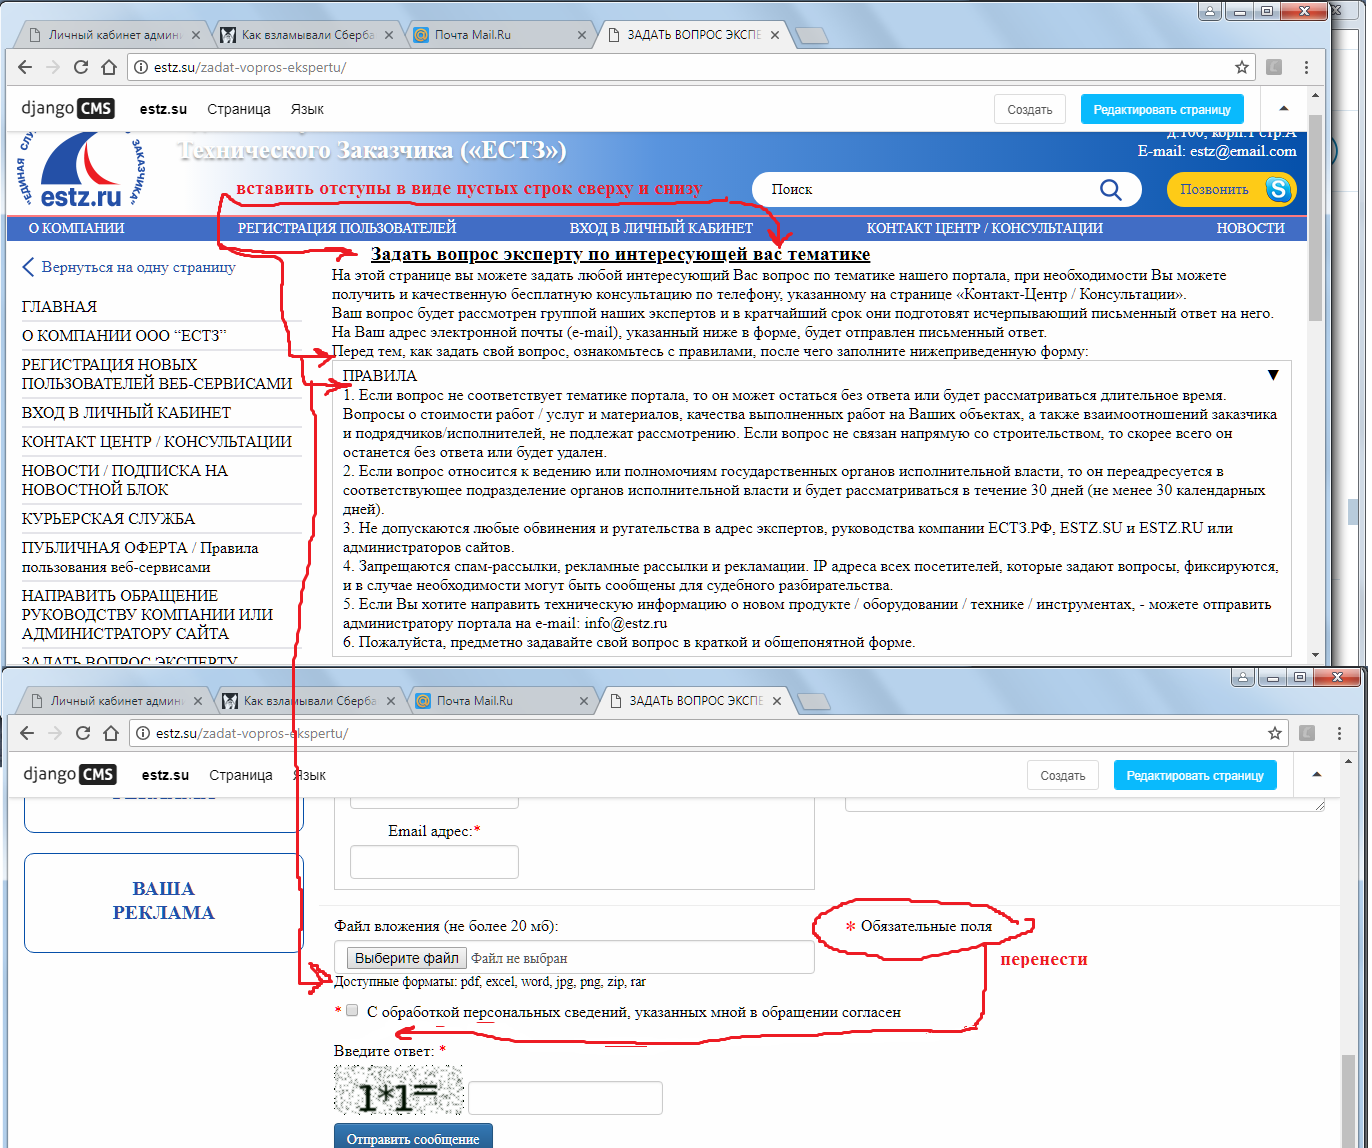 Личный кабинет админи
Как взламывали Сберба
Почта Mail.Ru
ЗАДАТЬ ВОПРОС ЭКСПЕ
estz.su/zadat-vopros-ekspertu/
django CMS
estz.su
Страница
Язык
Создать
Редактировать страницу
Технического Заказчика («ЕСТЗ»)
д.100, корп.1 стр.А
E-mail: estz@email.com
estz.ru
ЗАКАЗЧИКА"
вставить отступы в виде пустых строк сверху и снизу
Поиск
Позвонить
О КОМПАНИИ
РЕГИСТРАЦИЯ ПОЛЬЗОВАТЕЛЕЙ
ВХОД В ЛИЧНЫЙ КАБИНЕТ
КОНТАКТ ЦЕНТР / КОНСУЛЬТАЦИИ
НОВОСТИ
Вернуться на одну страницу
ГЛАВНАЯ
О КОМПАНИИ ООО “ЕСТЗ”
РЕГИСТРАЦИЯ НОВЫХ
ПОЛЬЗОВАТЕЛЕЙ ВЕБ-СЕРВИСАМИ
ВХОД В ЛИЧНЫЙ КАБИНЕТ
КОНТАКТ ЦЕНТР / КОНСУЛЬТАЦИИ
НОВОСТИ / ПОДПИСКА НА
НОВОСТНОЙ БЛОК
КУРЬЕРСКАЯ СЛУЖБА
ПУБЛИЧНАЯ ОФЕРТА / Правила
пользования веб-сервисами
НАПРАВИТЬ ОБРАЩЕНИЕ
РУКОВОДСТВУ КОМПАНИИ ИЛИ
АДМИНИСТРАТОРУ САЙТА
ЗАДАТЬ ВОПРОС ЭКСПЕРТУ
Задать вопрос эксперту по интересующей вас тематике
На этой странице вы можете задать любой интересующий Вас вопрос по тематике нашего портала, при необходимости Вы можете
получить и качественную бесплатную консультацию по телефону, указанному на странице «Контакт-Центр / Консультации».
Ваш вопрос будет рассмотрен группой наших экспертов и в кратчайший срок они подготовят исчерпывающий письменный ответ на него.
На Ваш адрес электронной почты (e-mail), указанный ниже в форме, будет отправлен письменный ответ.
Перед тем, как задать свой вопрос, ознакомьтесь с правилами, после чего заполните нижеприведенную форму:
ПРАВИЛА
1. Если вопрос не соответствует тематике портала, то он может остаться без ответа или будет рассматриваться длительное время.
Вопросы о стоимости работ / услуг и материалов, качества выполненных работ на Ваших объектах, а также взаимоотношений заказчика
и подрядчиков/исполнителей, не подлежат рассмотрению. Если вопрос не связан напрямую со строительством, то скорее всего он
останется без ответа или будет удален.
2. Если вопрос относится к ведению или полномочиям государственных органов исполнительной власти, то он переадресуется в
соответствующее подразделение органов исполнительной власти и будет рассматриваться в течение 30 дней (не менее 30 календарных
дней).
3. Не допускаются любые обвинения и ругательства в адрес экспертов, руководства компании ЕСТЗ.РФ, ESTZ.SU и ESTZ.RU или
администраторов сайтов.
4. Запрещаются спам-рассылки, рекламные рассылки и рекламации. IP адреса всех посетителей, которые задают вопросы, фиксируются,
и в случае необходимости могут быть сообщены для судебного разбирательства.
5. Если Вы хотите направить техническую информацию о новом продукте / оборудовании / технике / инструментах, - можете отправить
администратору портала на e-mail: info@estz.ru
6. Пожалуйста, предметно задавайте свой вопрос в краткой и общепонятной форме.
Личный кабинет админи
Как взламывали Сберба
Почта Mail.Ru
ЗАДАТЬ ВОПРОС ЭКСПЕ
estz.su/zadat-vopros-ekspertu/
django CMS
estz.su
Страница
Язык
Создать
Редактировать страницу
РЕКЛАМА
ВАША
РЕКЛАМА
Email адрес:*
Файл вложения (не более 20 мб):
* Обязательные поля
Выберите файл Файл не выбран
перенести
Доступные форматы: pdf, excel, word, jpg, png, zip, rar
* С обработкой персональных сведений, указанных мной в обращении согласен
Введите ответ: *
1*1=
Отправить сообщение